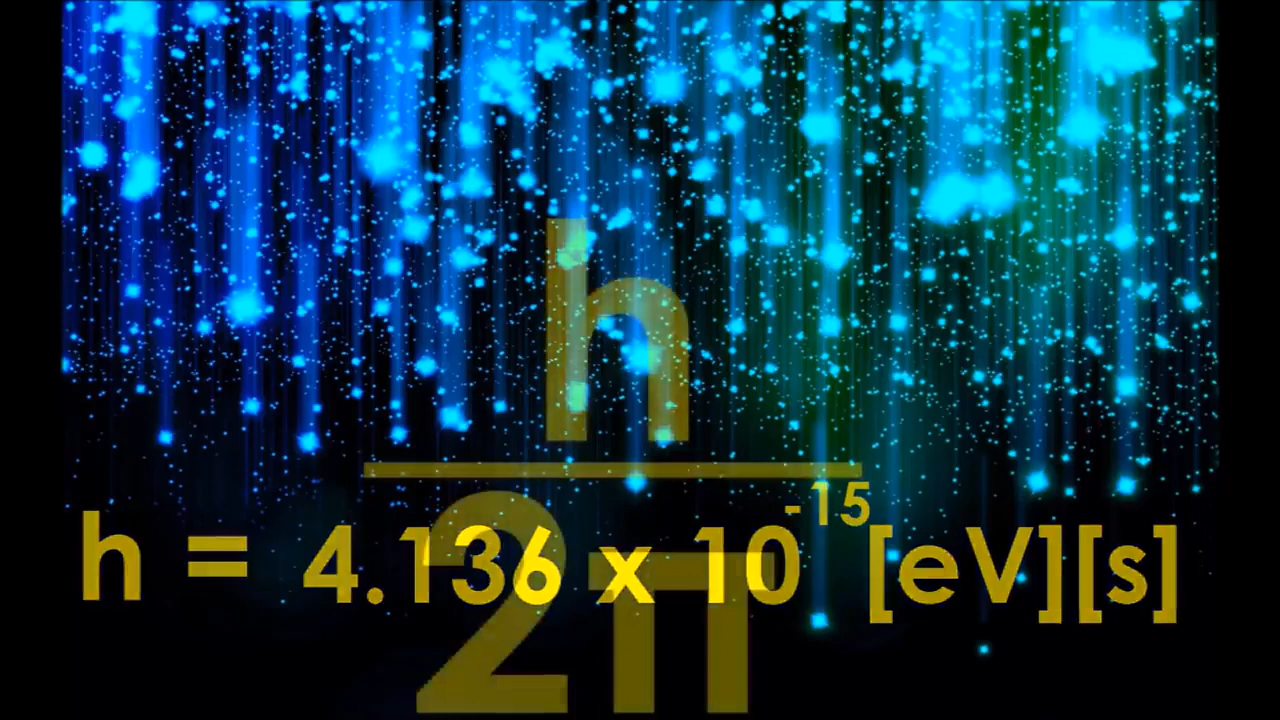 h
2π
h = 4.136 x 10⁻¹⁵[eV][s]